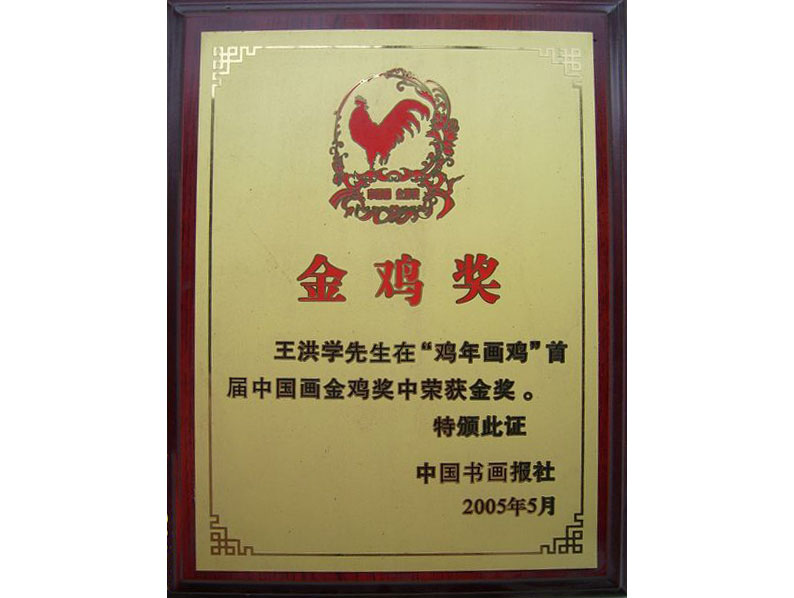 金鸡奖
王洪学先生在“鸡年画鸡”首
届中国画金鸡奖中荣获金奖。
特颁此证
中国书画报社
2005年5月